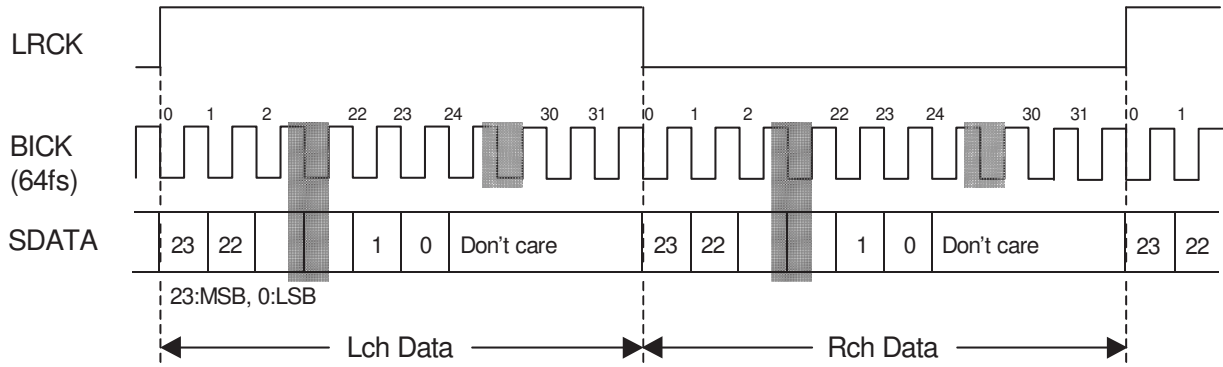 LRCK
0 1 2 22 23 24 30 31 0 1 2 22 23 24 30 31 0 1
BICK
(64fs)
SDATA 23 22 1 0 Don't care 23 22 1 0 Don't care 23 22
23:MSB, 0:LSB
Lch Data Rch Data